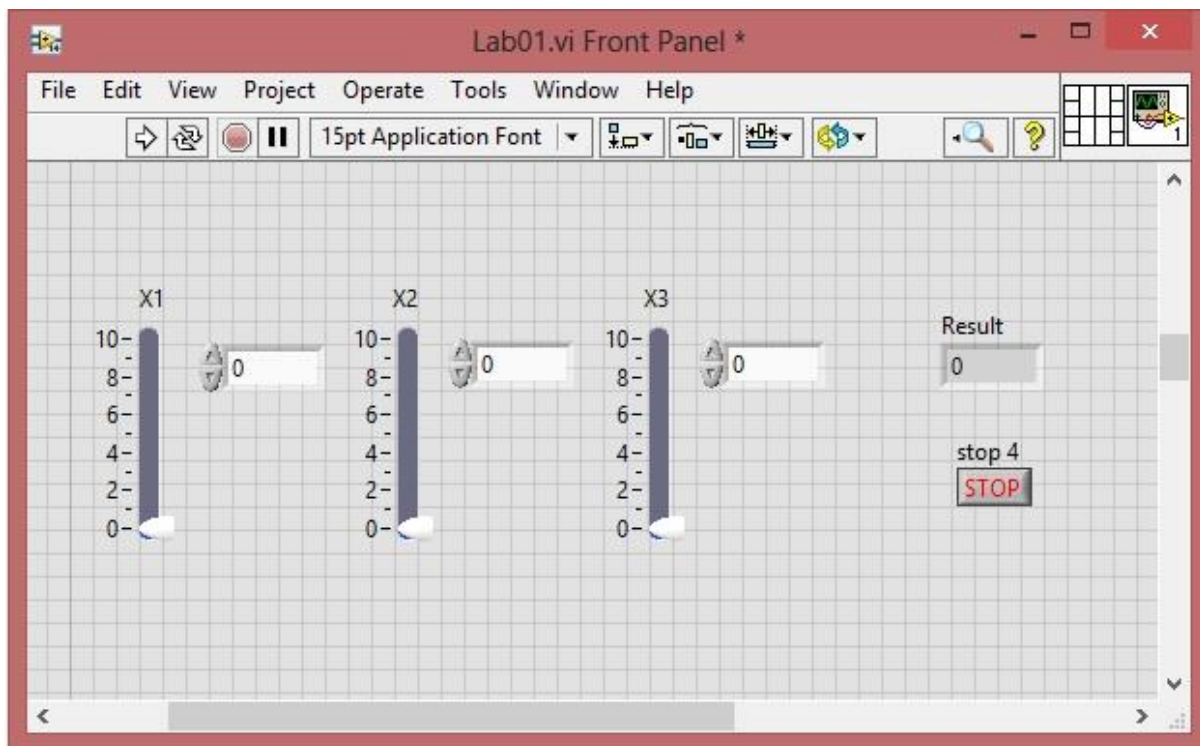 Lab01.vi Front Panel *
File Edit View Project Operate Tools Window Help
15pt Application Font
1
X1 X2 X3
Result
10 0 10 0 10 0 0
8 8 8
6 6 6
4 4 4 stop 4
2 2 2 STOP
0 0 0